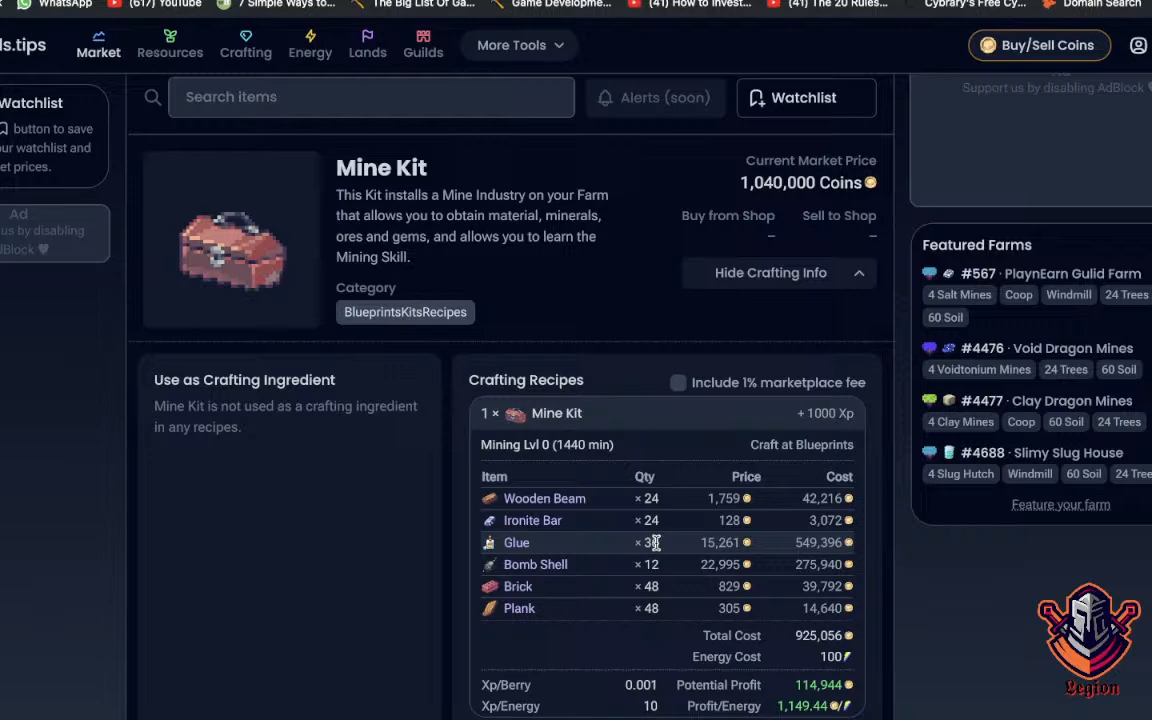 WhatsApp (617) YouTube 7 Simple Ways to... The Big List Of Ga... Game Developme... (41) How to Invest... (41) The 20 Rules... Cybrary's Free Cy... Domain Search
ls.tips Market Resources Crafting Energy Lands Guilds More Tools Buy/Sell Coins
Search items Alerts (soon) Watchlist
Watchlist
button to save
our watchlist and
et prices.
Ad
us by disabling
dBlock
Mine Kit
This Kit installs a Mine Industry on your Farm
that allows you to obtain material, minerals,
ores and gems, and allows you to learn the
Mining Skill.
Category
BlueprintsKitsRecipes
Current Market Price
1,040,000 Coins
Buy from Shop Sell to Shop
– –
Hide Crafting Info
Use as Crafting Ingredient
Mine Kit is not used as a crafting ingredient
in any recipes.
Crafting Recipes Include 1% marketplace fee
1 × Mine Kit + 1000 Xp
Mining Lvl 0 (1440 min) Craft at Blueprints
Item Qty Price Cost
Wooden Beam × 24 1,759 42,216
Ironite Bar × 24 128 3,072
Glue × 15,261 549,396
Bomb Shell × 12 22,995 275,940
Brick × 48 829 39,792
Plank × 48 305 14,640
Total Cost 925,056
Energy Cost 100
Xp/Berry 0.001 Potential Profit 114,944
Xp/Energy 10 Profit/Energy 1,149.44 /
Support us by disabling AdBlock
Featured Farms
#567 · PlaynEarn Guild Farm
4 Salt Mines Coop Windmill 24 Trees
60 Soil
#4476 · Void Dragon Mines
4 Voidtonium Mines 24 Trees 60 Soil
#4477 · Clay Dragon Mines
4 Clay Mines Coop 60 Soil 24 Trees
#4688 · Slimy Slug House
4 Slug Hutch Windmill 60 Soil 24 Tree
Feature your farm
Legion